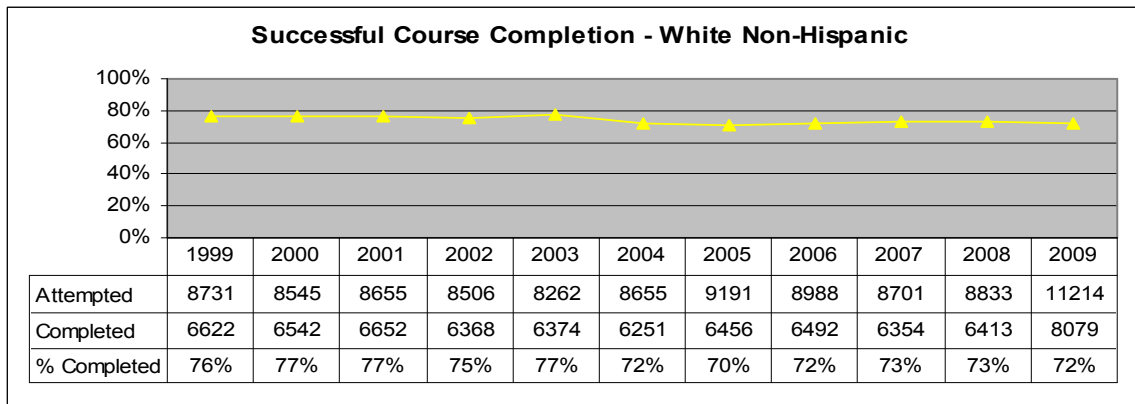 Successful Course Completion - White Non-Hispanic
100%
80%
60%
40%
20%
0%
1999 2000 2001 2002 2003 2004 2005 2006 2007 2008 2009
Attempted 8731 8545 8655 8506 8262 8655 9191 8988 8701 8833 11214
Completed 6622 6542 6652 6368 6374 6251 6456 6492 6354 6413 8079
% Completed 76% 77% 77% 75% 77% 72% 70% 72% 73% 73% 72%